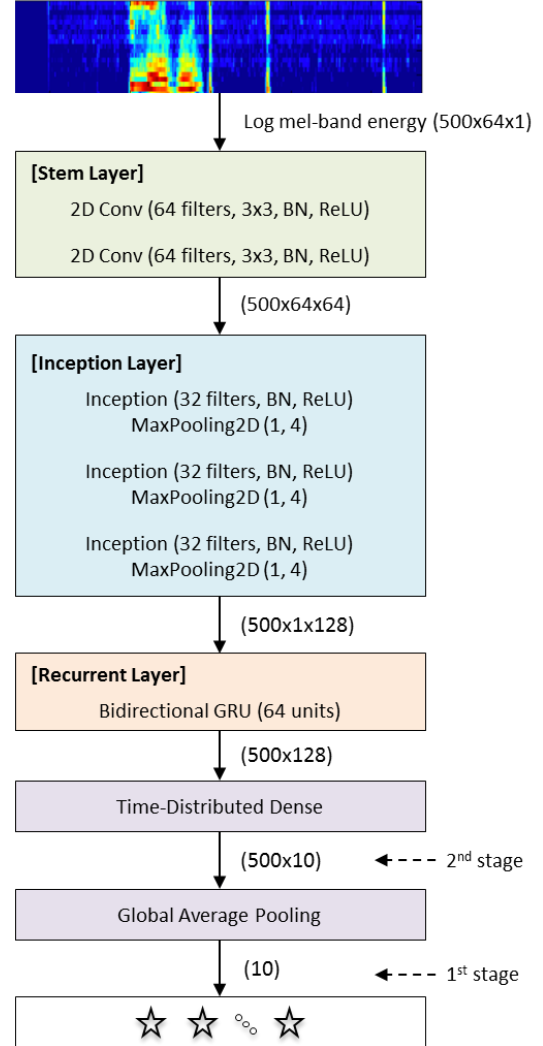 Log mel-band energy (500x64x1)
[Stem Layer]
2D Conv (64 filters, 3x3, BN, ReLU)
2D Conv (64 filters, 3x3, BN, ReLU)
(500x64x64)
[Inception Layer]
Inception (32 filters, BN, ReLU)
MaxPooling2D (1, 4)
Inception (32 filters, BN, ReLU)
MaxPooling2D (1, 4)
Inception (32 filters, BN, ReLU)
MaxPooling2D (1, 4)
(500x1x128)
[Recurrent Layer]
Bidirectional GRU (64 units)
(500x128)
Time-Distributed Dense
(500x10)
2nd stage
Global Average Pooling
(10)
1st stage